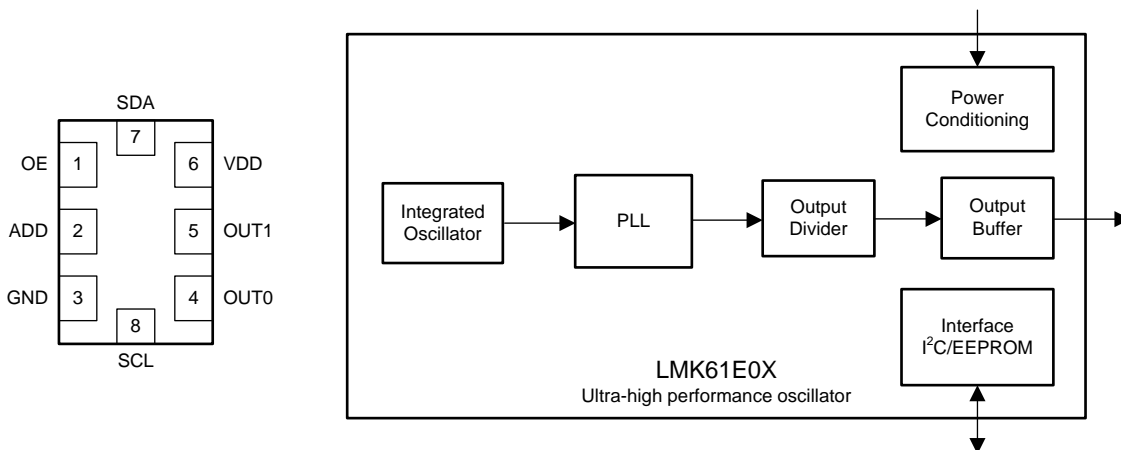 SDA
7
OE
1
6
VDD
ADD
2
5
OUT1
GND
3
4
OUT0
8
SCL
Power
Conditioning
Integrated
Oscillator
PLL
Output
Divider
Output
Buffer
Interface
I²C/EEPROM
LMK61E0X
Ultra-high performance oscillator